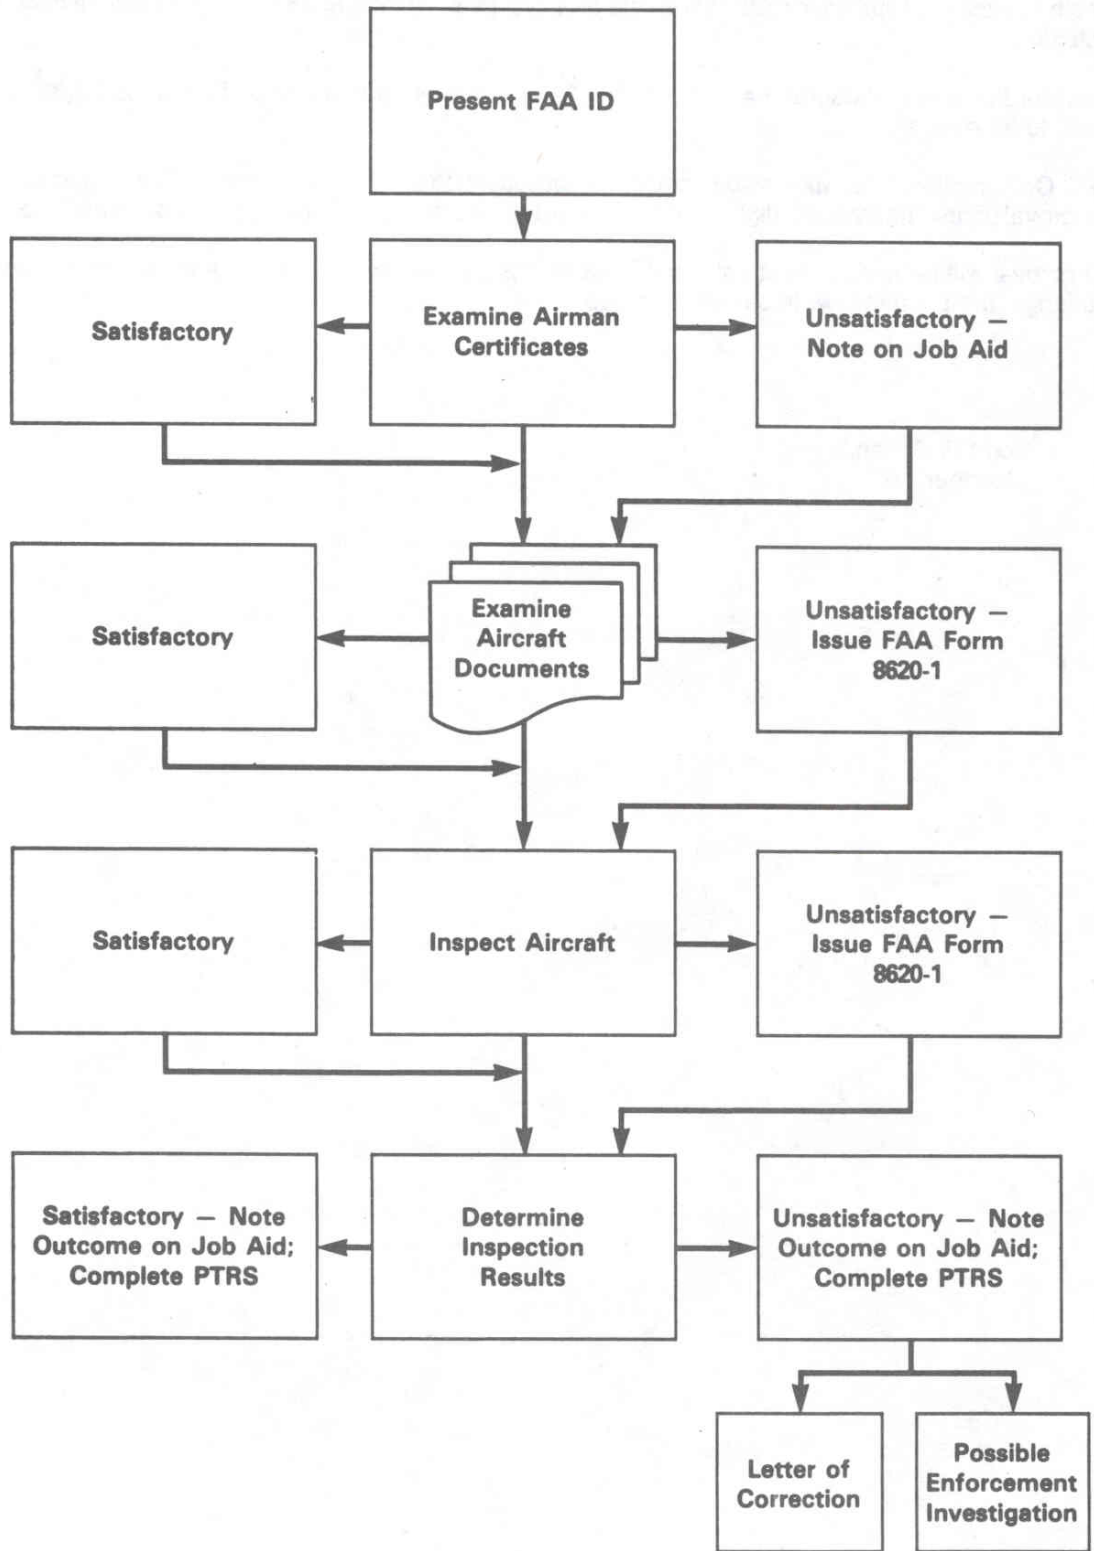 Present FAA ID
Satisfactory
Examine Airman
Certificates
Unsatisfactory —
Note on Job Aid
Satisfactory
Examine
Aircraft
Documents
Unsatisfactory —
Issue FAA Form
8620-1
Satisfactory
Inspect Aircraft
Unsatisfactory —
Issue FAA Form
8620-1
Satisfactory — Note
Outcome on Job Aid;
Complete PTRS
Determine
Inspection
Results
Unsatisfactory — Note
Outcome on Job Aid;
Complete PTRS
Letter of
Correction
Possible
Enforcement
Investigation